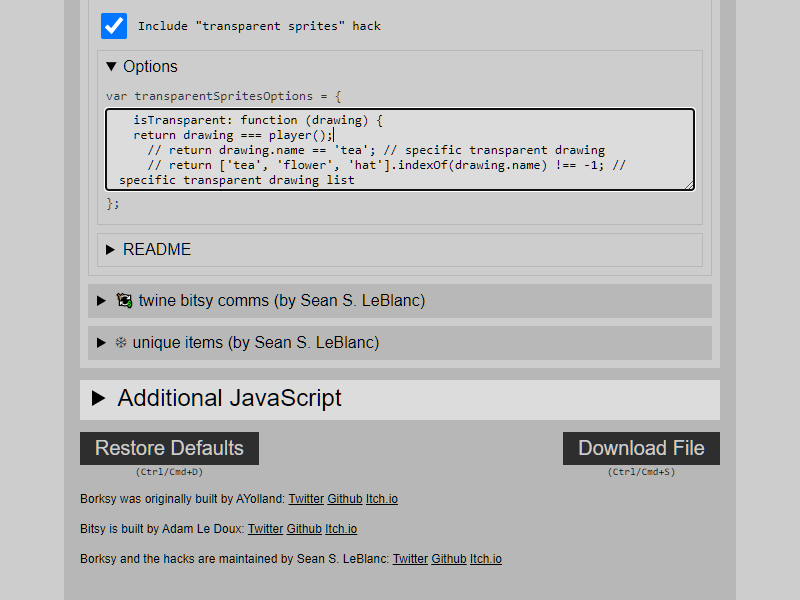 Include "transparent sprites" hack
▼ Options
var transparentSpritesOptions = {
isTransparent: function (drawing) {
return drawing === player();
// return drawing.name == 'tea'; // specific transparent drawing
// return ['tea', 'flower', 'hat'].indexOf(drawing.name) !== -1; //
specific transparent drawing list
};
▶ README
▶ twine bitsy comms (by Sean S. LeBlanc)
▶ ❄ unique items (by Sean S. LeBlanc)
▶ Additional JavaScript
Restore Defaults Download File
(Ctrl/Cmd+D) (Ctrl/Cmd+S)
Borksy was originally built by AYolland: Twitter Github Itch.io
Bitsy is built by Adam Le Doux: Twitter Github Itch.io
Borksy and the hacks are maintained by Sean S. LeBlanc: Twitter Github Itch.io